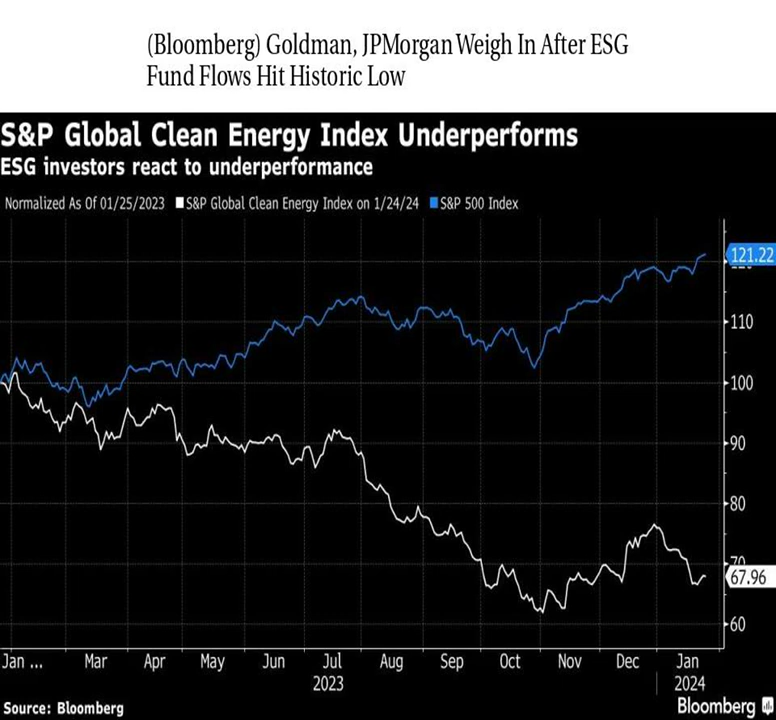 (Bloomberg) Goldman, JPMorgan Weigh In After ESG
Fund Flows Hit Historic Low
S&P Global Clean Energy Index Underperforms
ESG investors react to underperformance
Normalized As Of 01/25/2023 S&P Global Clean Energy Index on 1/24/24 S&P 500 Index
121.22
110
100
90
80
70
67.96
60
Jan ... Mar Apr May Jun Jul Aug Sep Oct Nov Dec Jan
2023 2024
Source: Bloomberg
Bloomberg